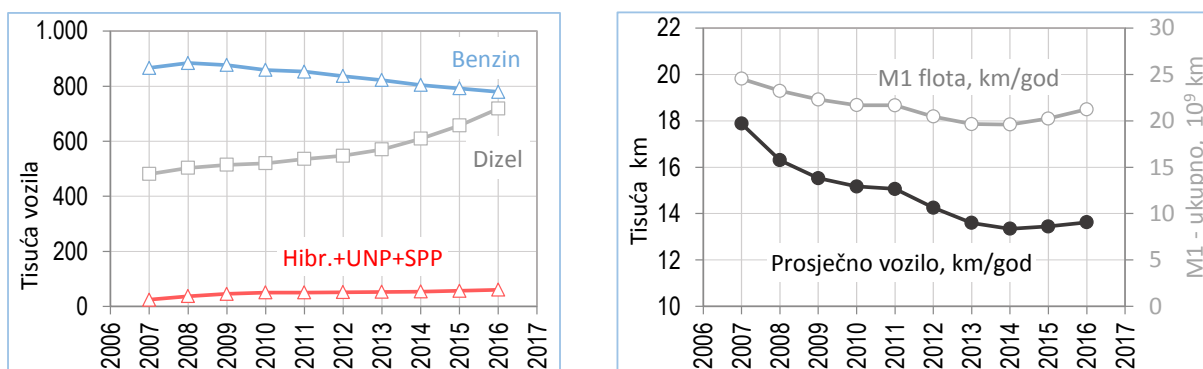 Tisuća vozila
1.000
800
600
400
200
0
Benzin
Dizel
Hibr.+UNP+SPP
2006 2007 2008 2009 2010 2011 2012 2013 2014 2015 2016 2017
Tisuća km
22
20
18
16
14
12
10
M1 flota, km/god
Prosječno vozilo, km/god
30
25
20
15
10
5
0
M1 - ukupno, 10⁹ km
2006 2007 2008 2009 2010 2011 2012 2013 2014 2015 2016 2017